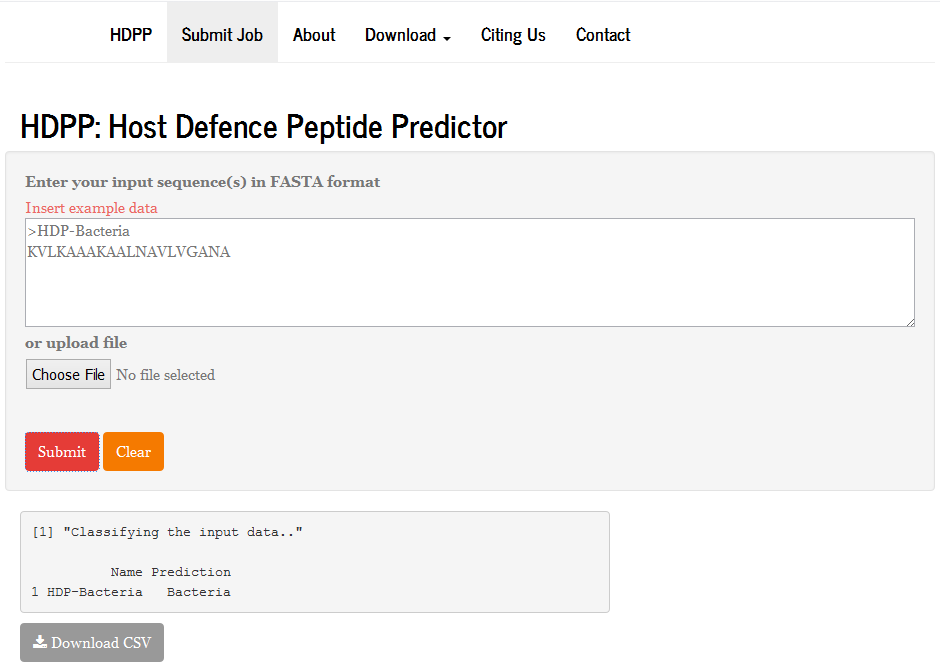 HDPP Submit Job About Download Citing Us Contact
HDPP: Host Defence Peptide Predictor
Enter your input sequence(s) in FASTA format
Insert example data
>HDP-Bacteria
KVLKAAAKAALNAVLVGANA
or upload file
Choose File No file selected
Submit Clear
[1] "Classifying the input data.."
Name Prediction
1 HDP-Bacteria Bacteria
Download CSV